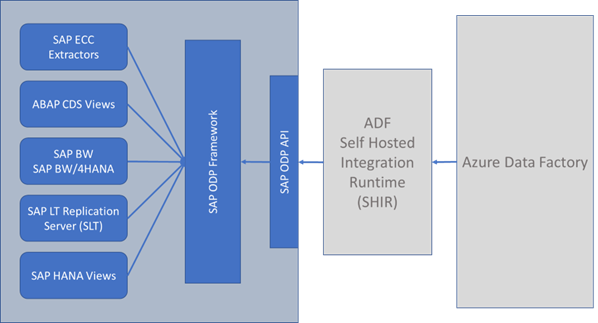 SAP ECC
Extractors
ABAP CDS Views
SAP BW
SAP BW/4HANA
SAP LT Replication
Server (SLT)
SAP HANA Views
SAP ODP Framework
SAP ODP API
ADF
Self Hosted
Integration
Runtime
(SHIR)
Azure Data Factory